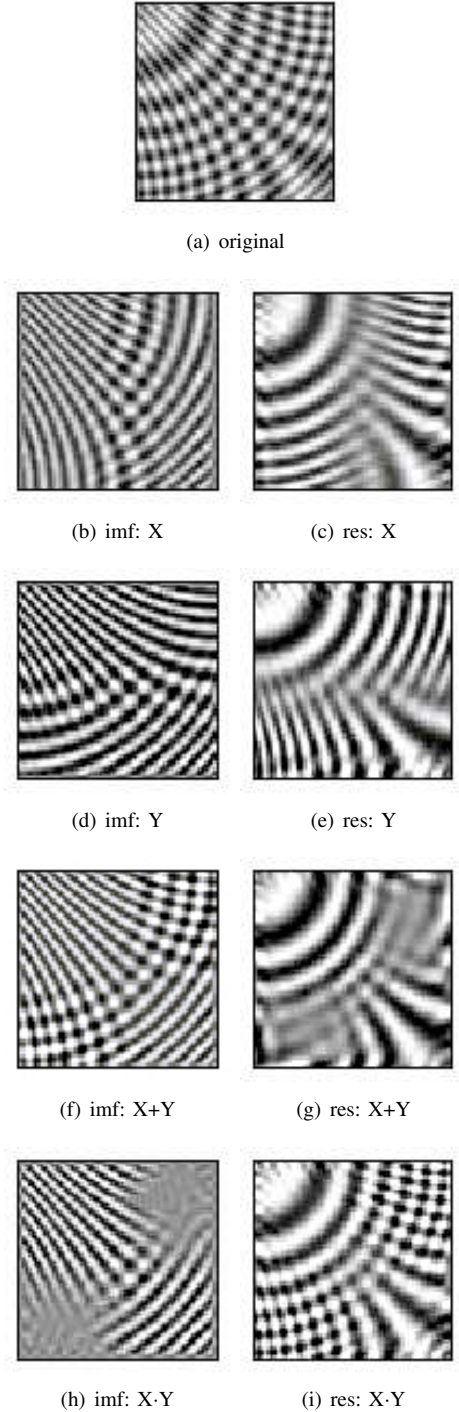 (a) original
(b) imf: X
(c) res: X
(d) imf: Y
(e) res: Y
(f) imf: X+Y
(g) res: X+Y
(h) imf: X·Y
(i) res: X·Y